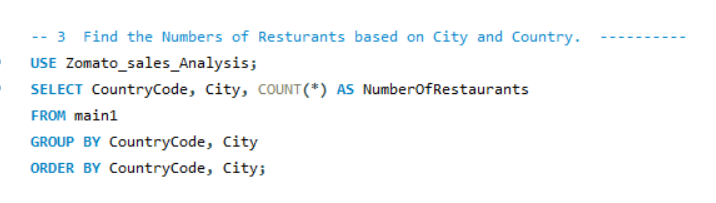 -- 3  Find the Numbers of Resturants based on City and Country.  ----------
USE Zomato_sales_Analysis;
SELECT CountryCode, City, COUNT(*) AS NumberOfRestaurants
FROM main1
GROUP BY CountryCode, City
ORDER BY CountryCode, City;